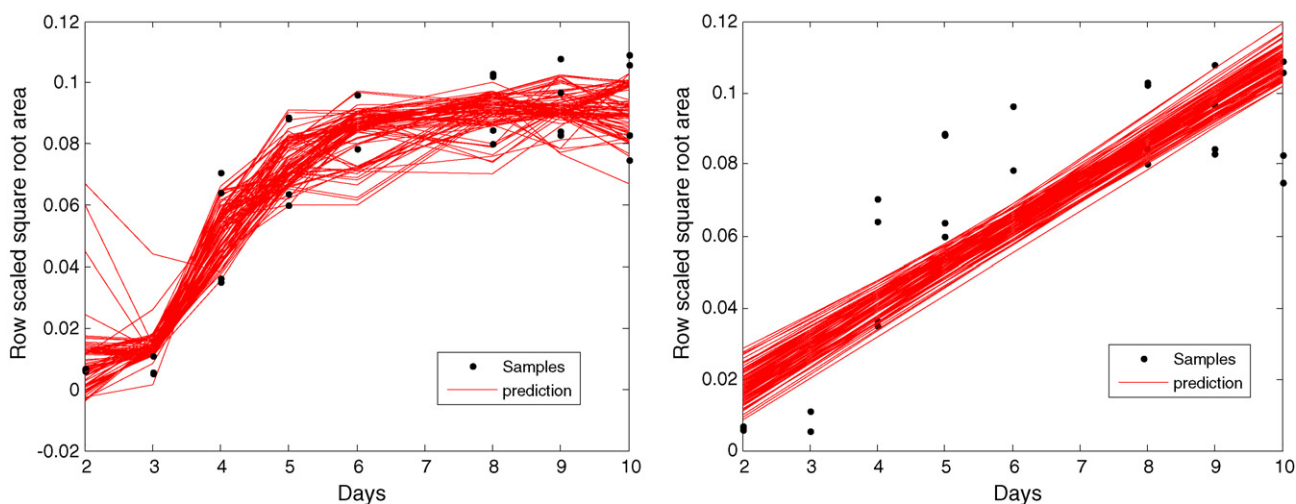 0.12
0.1
0.08
0.06
0.04
0.02
0
-0.02
Row scaled square root area
2 3 4 5 6 7 8 9 10
Days
Samples
prediction
0.12
0.1
0.08
0.06
0.04
0.02
0
Row scaled square root area
2 3 4 5 6 7 8 9 10
Days
Samples
prediction